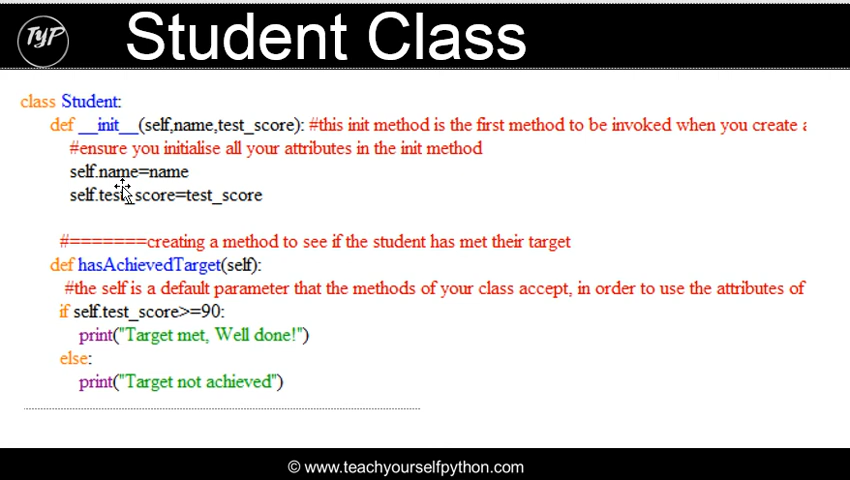 TyP
Student Class
class Student:
def __init__(self,name,test_score): #this init method is the first method to be invoked when you create a
#ensure you initialise all your attributes in the init method
self.name=name
self.test_score=test_score
#=======creating a method to see if the student has met their target
def hasAchievedTarget(self):
#the self is a default parameter that the methods of your class accept, in order to use the attributes of
if self.test_score>=90:
print("Target met, Well done!")
else:
print("Target not achieved")
© www.teachyourselfpython.com